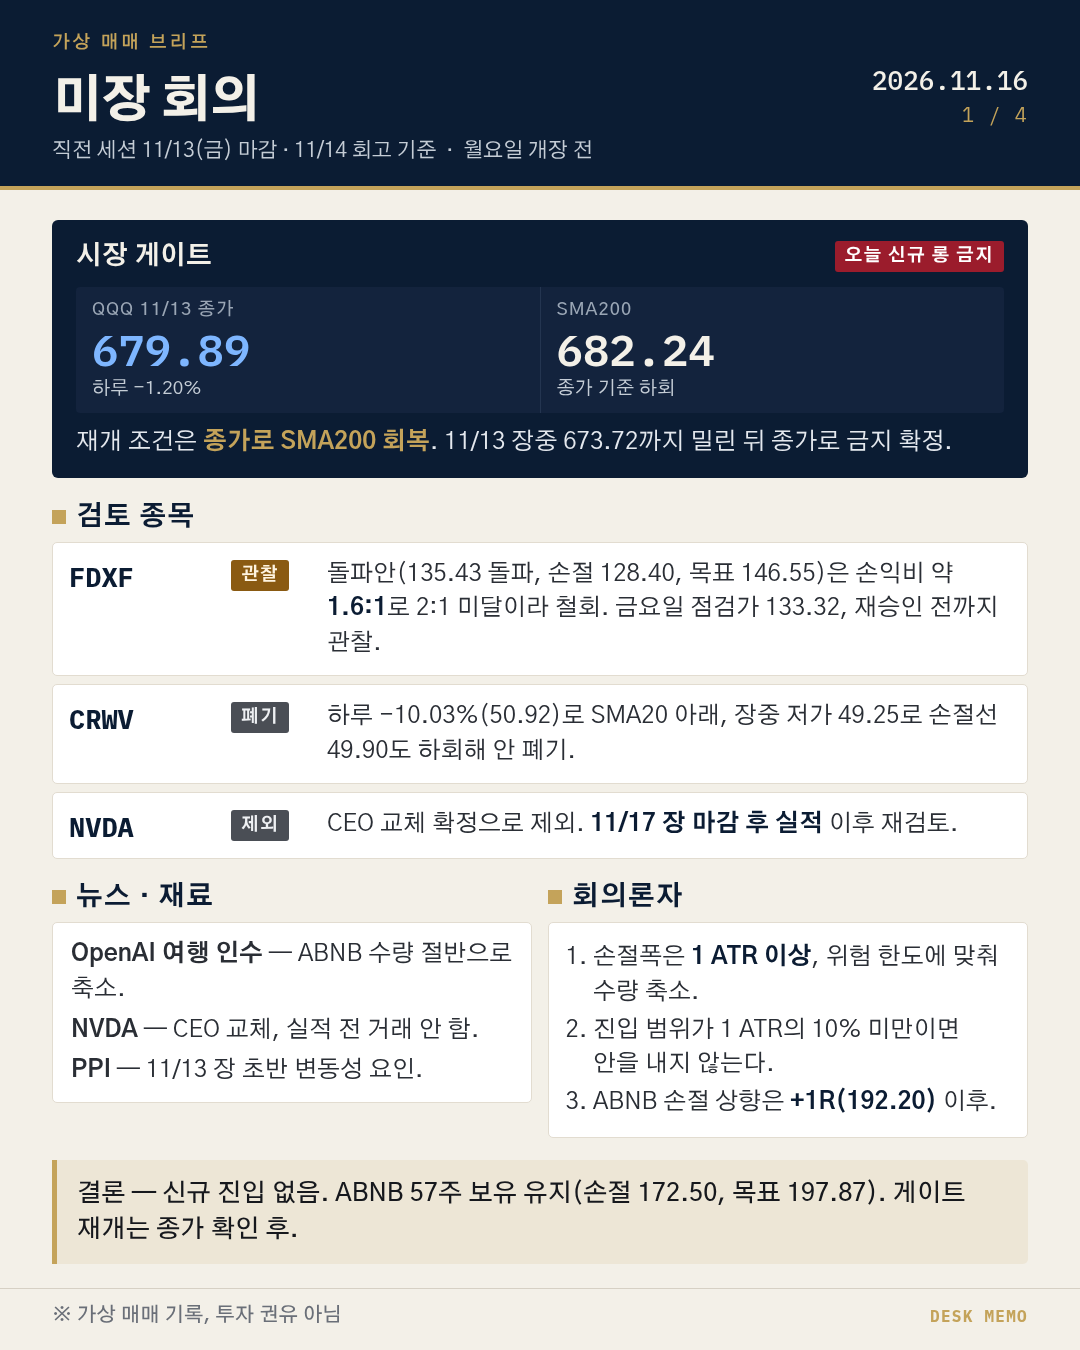 가상 매매 브리프
미장 회의
2026.11.16
1 / 4
직전 세션 11/13(금) 마감 · 11/14 회고 기준 · 월요일 개장 전
시장 게이트
오늘 신규 롱 금지
QQQ 11/13 종가
679.89
하루 −1.20%
SMA200
682.24
종가 기준 하회
재개 조건은 종가로 SMA200 회복. 11/13 장중 673.72까지 밀린 뒤 종가로 금지 확정.
검토 종목
FDXF
관찰
돌파안(135.43 돌파, 손절 128.40, 목표 146.55)은 손익비 약
1.6:1로 2:1 미달이라 철회. 금요일 점검가 133.32, 재승인 전까지
관찰.
CRWV
폐기
하루 −10.03%(50.92)로 SMA20 아래, 장중 저가 49.25로 손절선
49.90도 하회해 안 폐기.
NVDA
제외
CEO 교체 확정으로 제외. 11/17 장 마감 후 실적 이후 재검토.
뉴스 · 재료
OpenAI 여행 인수 — ABNB 수량 절반으로
축소.
NVDA — CEO 교체, 실적 전 거래 안 함.
PPI — 11/13 장 초반 변동성 요인.
회의론자
1. 손절폭은 1 ATR 이상, 위험 한도에 맞춰
수량 축소.
2. 진입 범위가 1 ATR의 10% 미만이면
안을 내지 않는다.
3. ABNB 손절 상향은 +1R(192.20) 이후.
결론 — 신규 진입 없음. ABNB 57주 보유 유지(손절 172.50, 목표 197.87). 게이트
재개는 종가 확인 후.
※ 가상 매매 기록, 투자 권유 아님
DESK MEMO